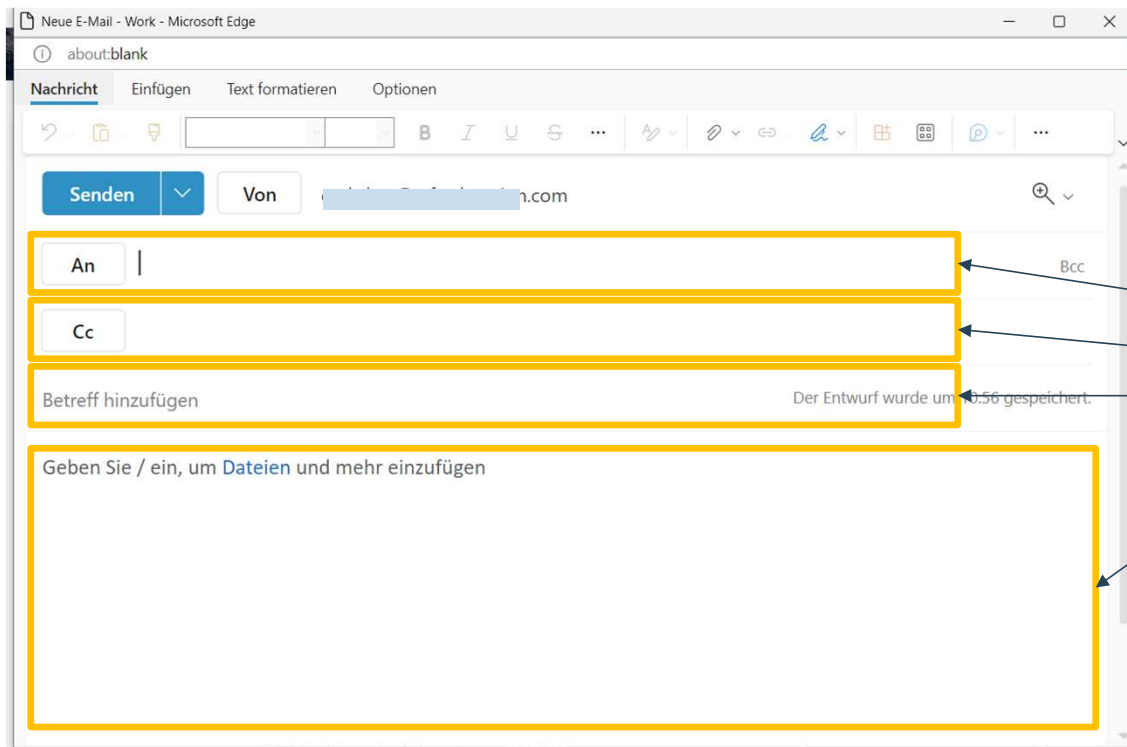 Neue E-Mail - Work - Microsoft Edge
about:blank
Nachricht Einfügen Text formatieren Optionen
B I U S ...
Senden Von n.com
An Bcc
Cc
Betreff hinzufügen Der Entwurf wurde um 10:56 gespeichert.
Geben Sie / ein, um Dateien und mehr einzufügen